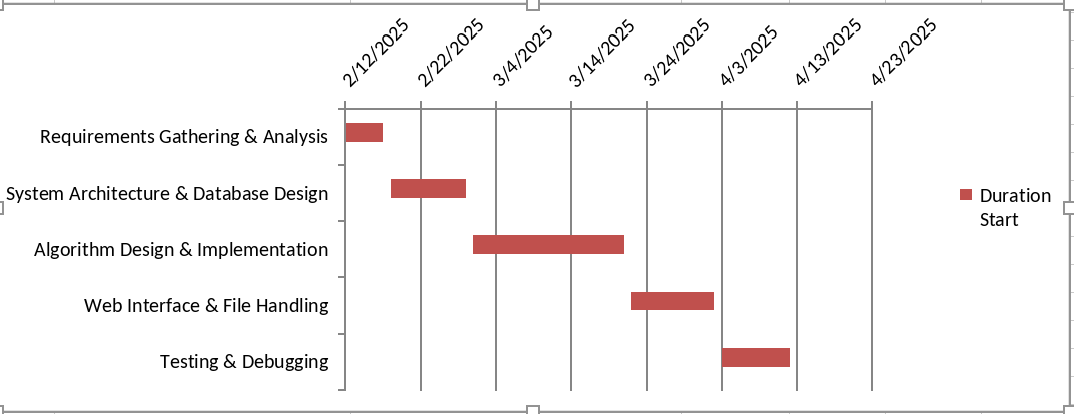 2/12/2025
2/22/2025
3/4/2025
3/14/2025
3/24/2025
4/3/2025
4/13/2025
4/23/2025
Requirements Gathering & Analysis
System Architecture & Database Design
Algorithm Design & Implementation
Web Interface & File Handling
Testing & Debugging
Duration
Start